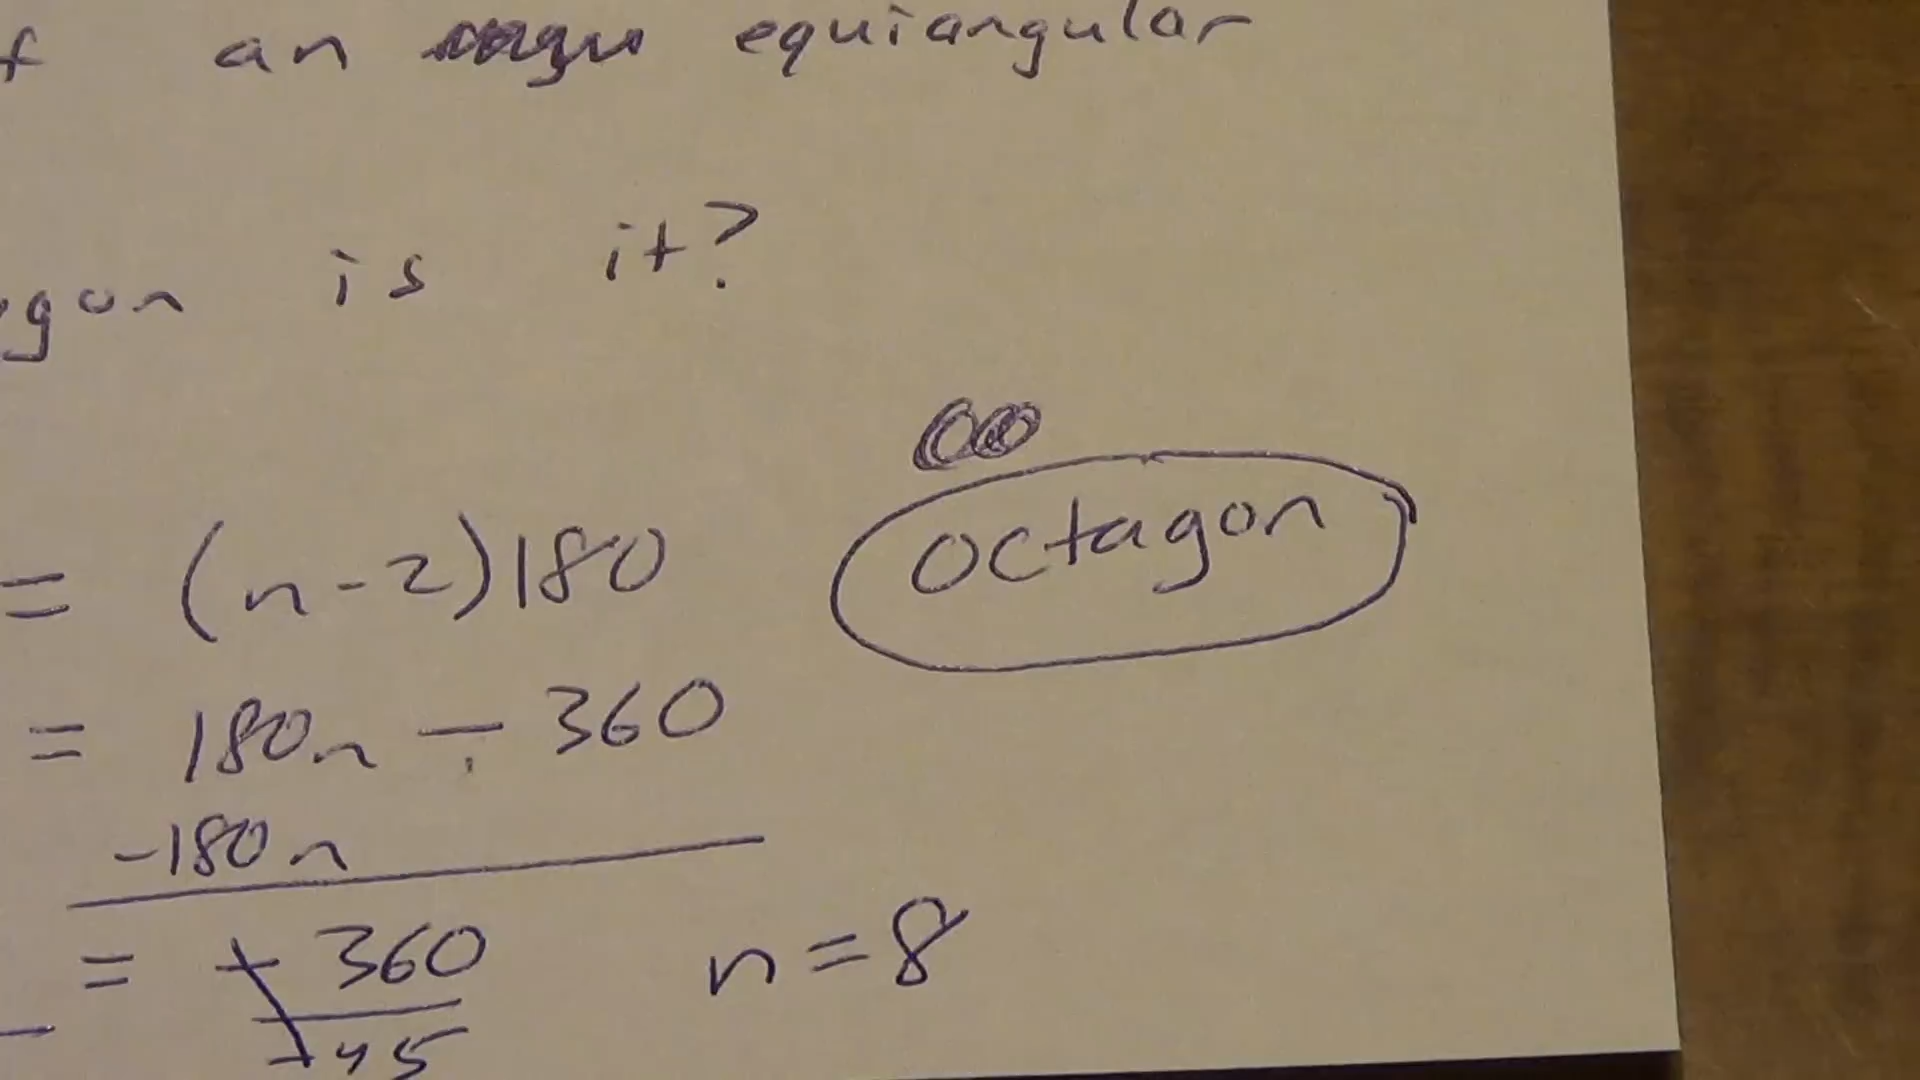 an equiangular
gon is it?
= (n-2)180
octagon
= 180n - 360
-180n
= -360
-45
n=8